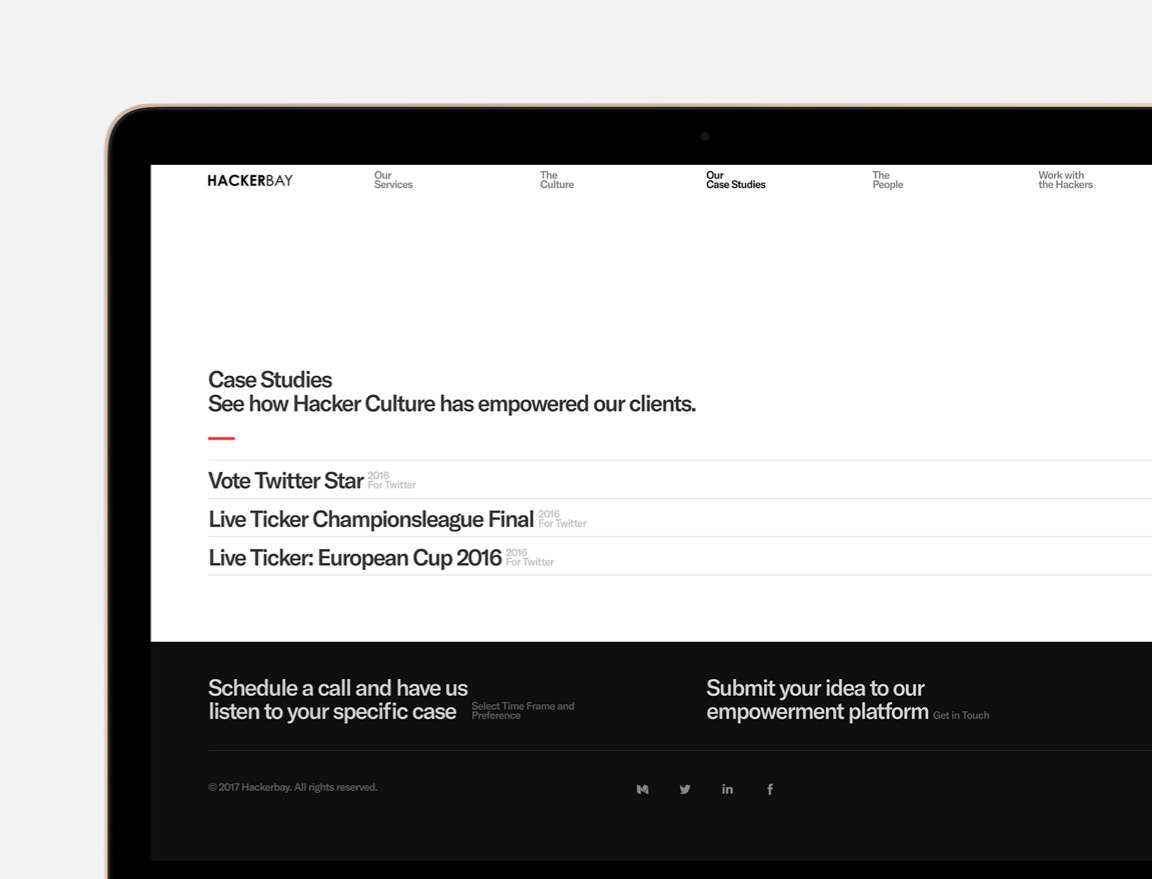 HACKERBAY
Our
Services
The
Culture
Our
Case Studies
The
People
Work with
the Hackers
Case Studies
See how Hacker Culture has empowered our clients.
Vote Twitter Star
2016
For Twitter
Live Ticker Championsleague Final
2016
For Twitter
Live Ticker: European Cup 2016
2016
For Twitter
Schedule a call and have us
listen to your specific case
Select Time Frame and
Preference
Submit your idea to our
empowerment platform
Get in Touch
© 2017 Hackerbay. All rights reserved.